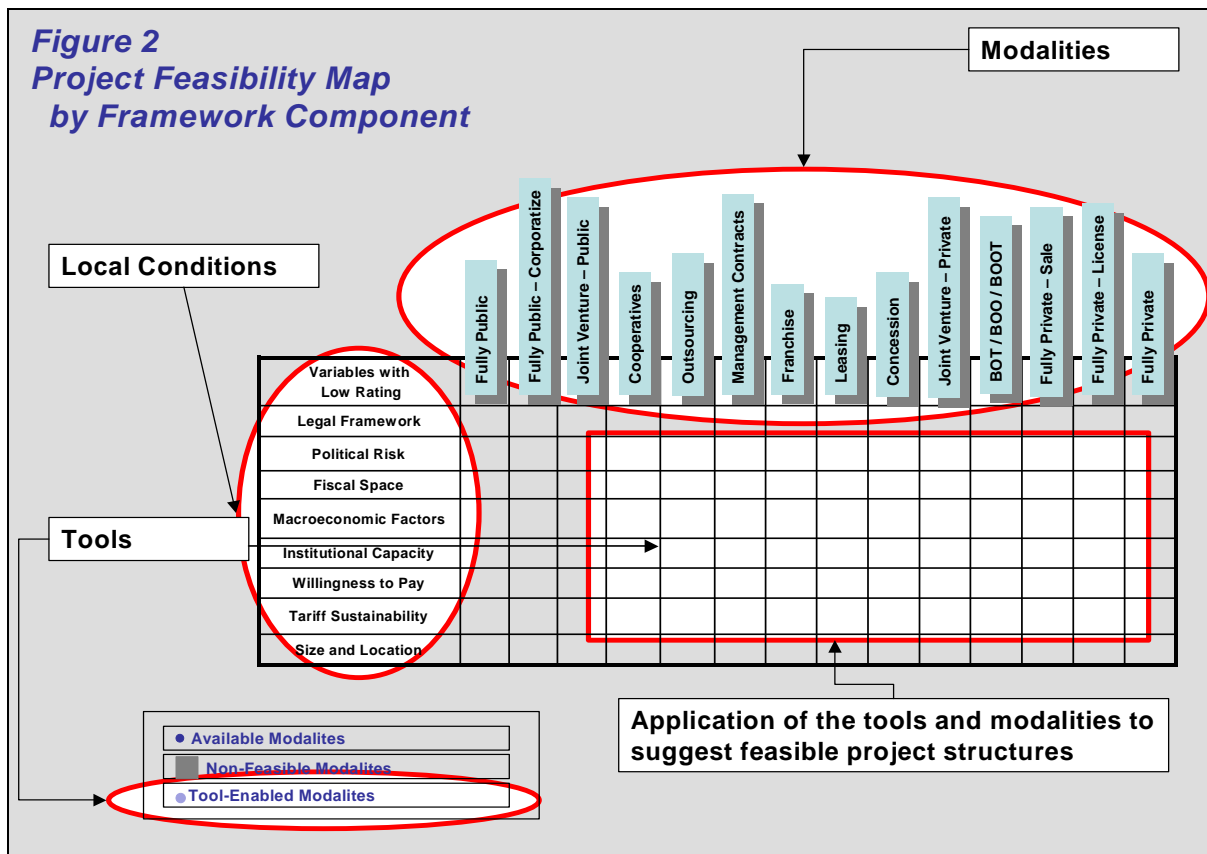 Figure 2
Project Feasibility Map
by Framework Component
Modalities
Local Conditions
Fully Public
Fully Public – Corporatize
Joint Venture – Public
Cooperatives
Outsourcing
Management Contracts
Franchise
Leasing
Concession
Joint Venture – Private
BOT / BOO / BOOT
Fully Private – Sale
Fully Private – License
Fully Private
Variables with
Low Rating
Legal Framework
Political Risk
Fiscal Space
Macroeconomic Factors
Tools
Institutional Capacity
Willingness to Pay
Tariff Sustainability
Size and Location
Application of the tools and modalities to
suggest feasible project structures
Available Modalites
Non-Feasible Modalites
Tool-Enabled Modalites